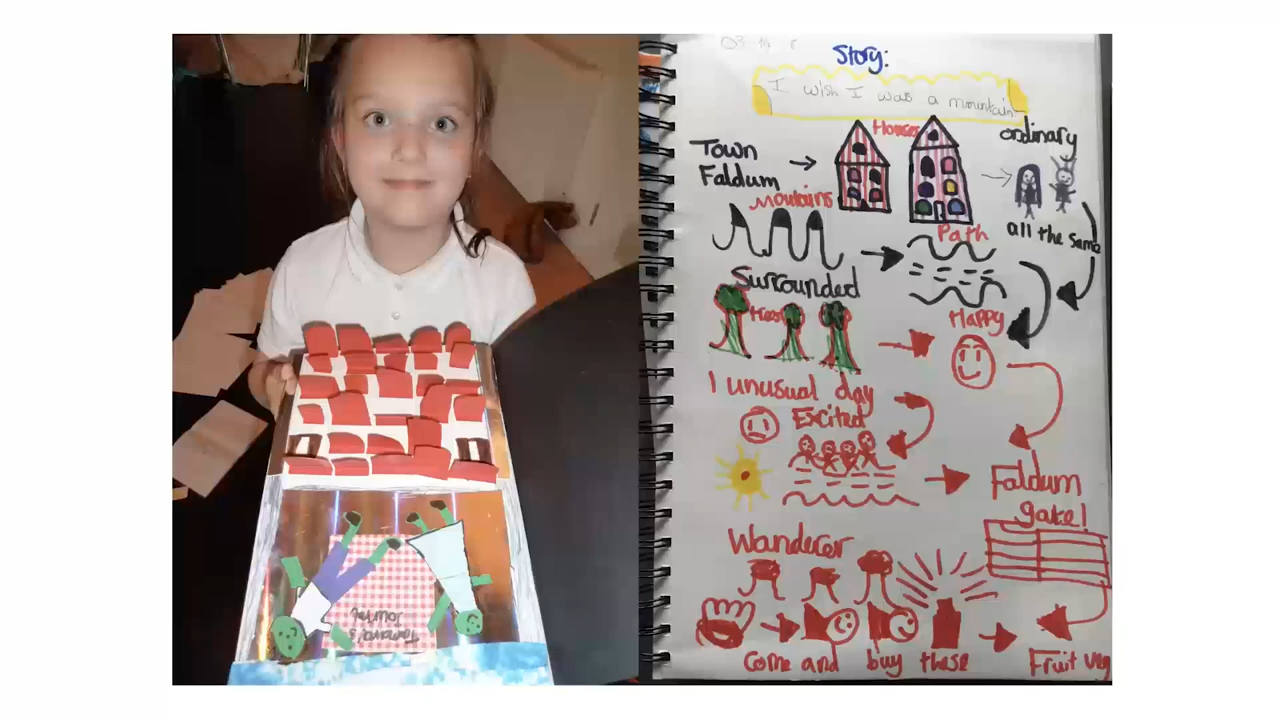 Story:
I wish I was a mountain.
Town
Faldum
Houses
ordinary
Moutains
all the same
Path
Surrounded
trees
Happy
1 unusual day
Excited
Faldum
gate!
Wanderer
Come and buy these
Fruit veg